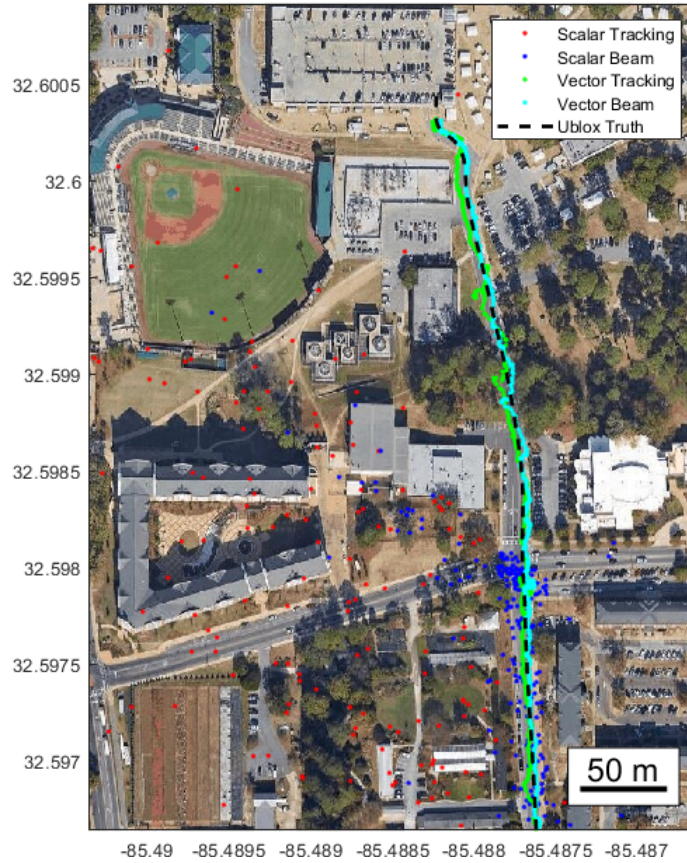 Scalar Tracking
Scalar Beam
Vector Tracking
Vector Beam
Ublox Truth
32.6005
32.6
32.5995
32.599
32.5985
32.598
32.5975
32.597
50 m
-85.49 -85.4895 -85.489 -85.4885 -85.488 -85.4875 -85.487